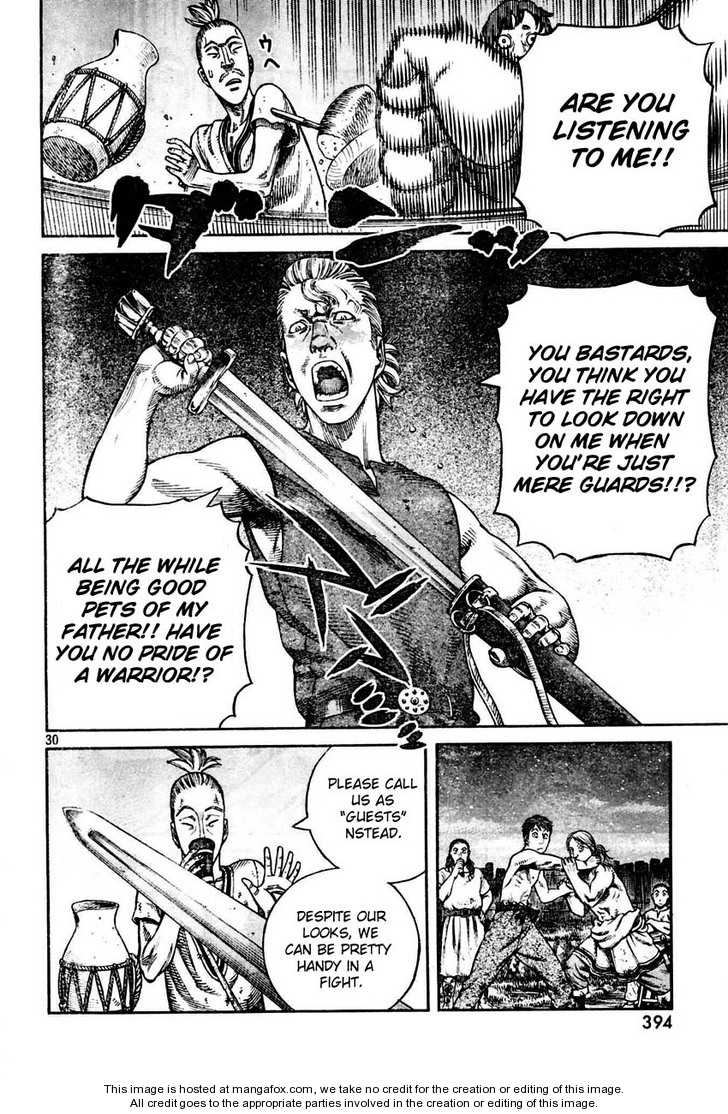 ウヘ
ARE YOU
LISTENING
TO ME!!
YOU BASTARDS,
YOU THINK YOU
HAVE THE RIGHT
TO LOOK DOWN
ON ME WHEN
YOU'RE JUST
MERE GUARDS!!?
ALL THE WHILE
BEING GOOD
PETS OF MY
FATHER!! HAVE
YOU NO PRIDE OF
A WARRIOR!?
30
PLEASE CALL
US AS
"GUESTS"
NSTEAD.
DESPITE OUR
LOOKS, WE
CAN BE PRETTY
HANDY IN A
FIGHT.
394
This image is hosted at mangafox.com, we take no credit for the creation or editing of this image.
All credit goes to the appropriate parties involved in the creation or editing of this image.